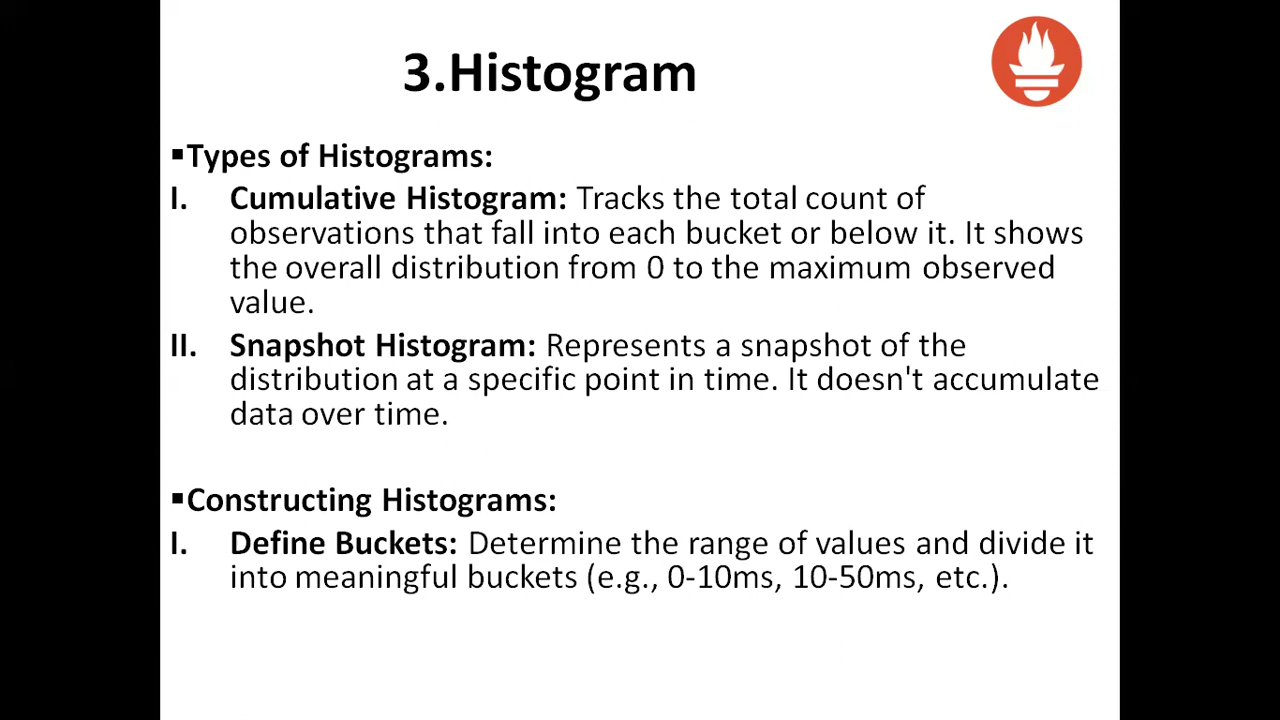 3.Histogram
▪Types of Histograms:
I. Cumulative Histogram: Tracks the total count of
observations that fall into each bucket or below it. It shows
the overall distribution from 0 to the maximum observed
value.
II. Snapshot Histogram: Represents a snapshot of the
distribution at a specific point in time. It doesn't accumulate
data over time.
▪Constructing Histograms:
I. Define Buckets: Determine the range of values and divide it
into meaningful buckets (e.g., 0-10ms, 10-50ms, etc.).